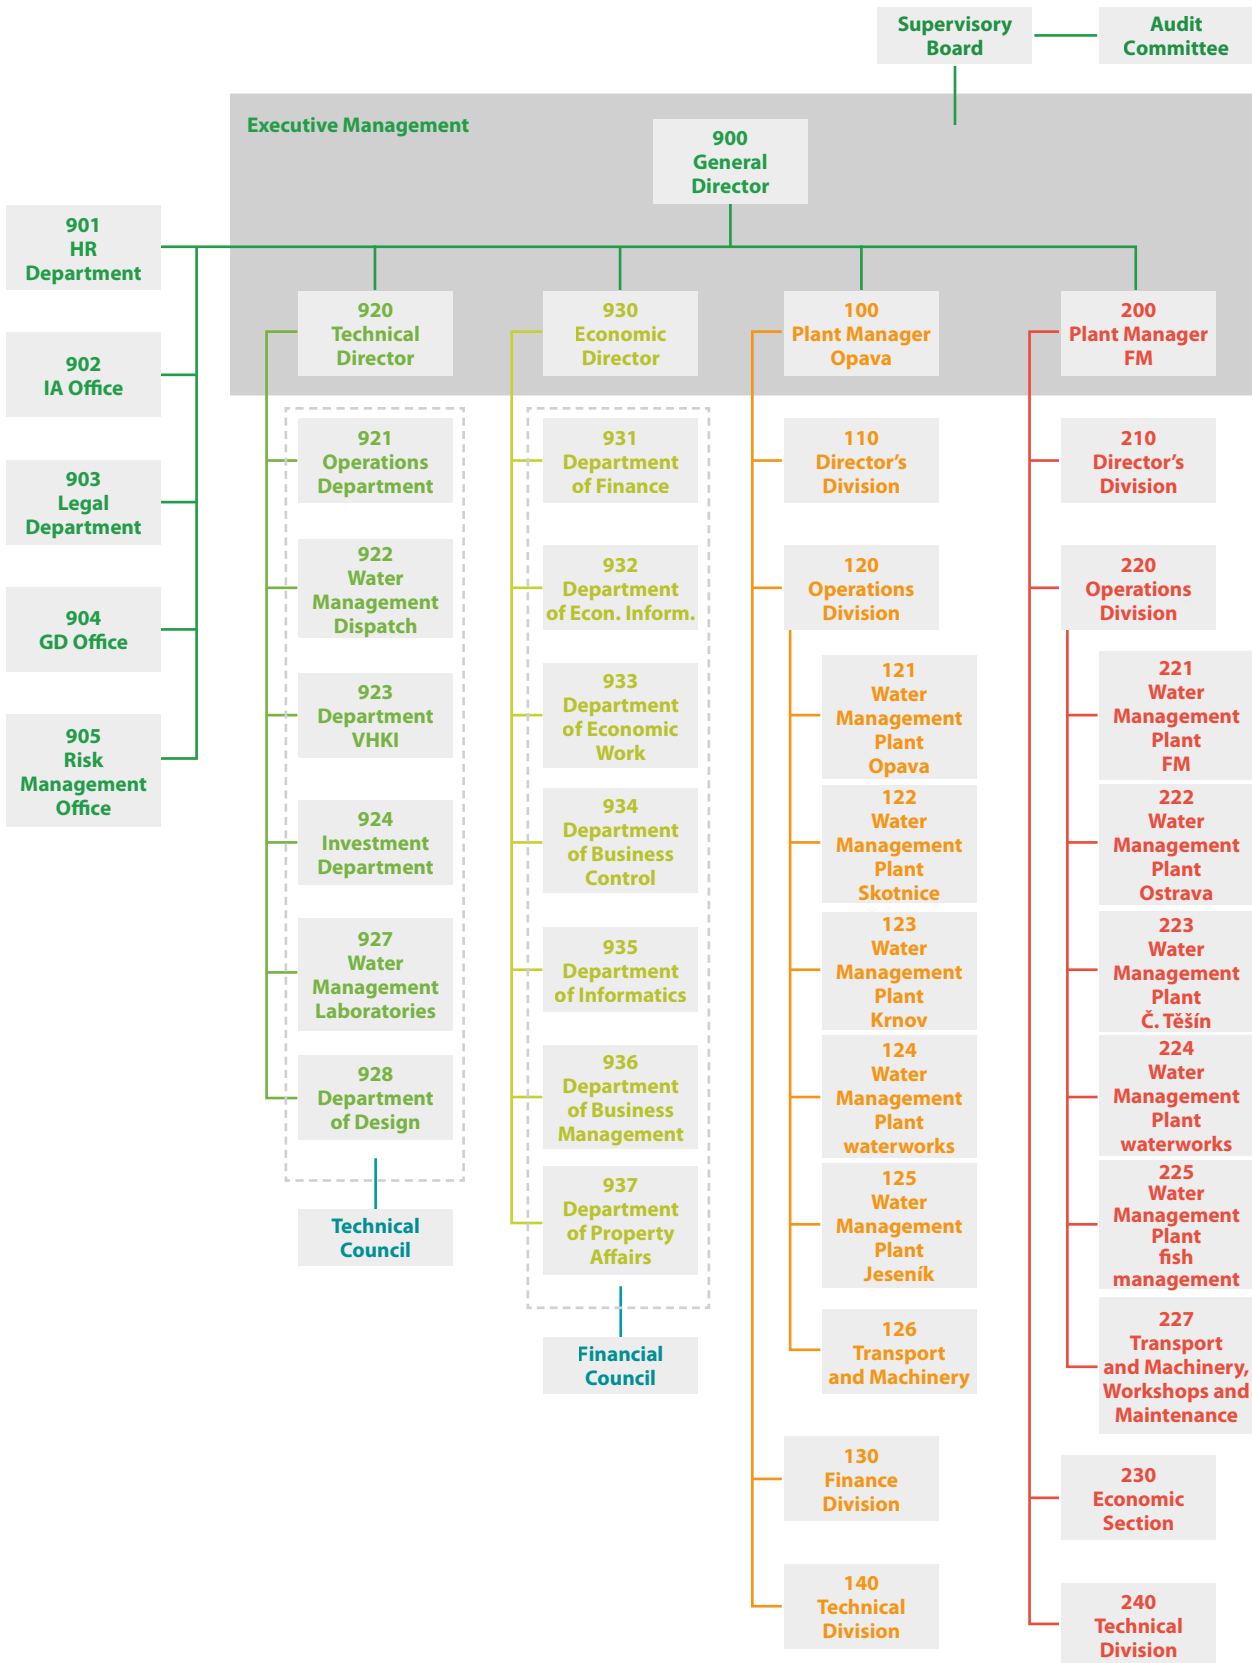 Supervisory
Board
Audit
Committee
Executive Management
900
General
Director
901
HR
Department
902
IA Office
903
Legal
Department
904
GD Office
905
Risk
Management
Office
920
Technical
Director
921
Operations
Department
922
Water
Management
Dispatch
923
Department
VHKI
924
Investment
Department
927
Water
Management
Laboratories
928
Department
of Design
Technical
Council
930
Economic
Director
931
Department
of Finance
932
Department
of Econ. Inform.
933
Department
of Economic
Work
934
Department
of Business
Control
935
Department
of Informatics
936
Department
of Business
Management
937
Department
of Property
Affairs
Financial
Council
100
Plant Manager
Opava
110
Director’s
Division
120
Operations
Division
121
Water
Management
Plant
Opava
122
Water
Management
Plant
Skotnice
123
Water
Management
Plant
Krnov
124
Water
Management
Plant
waterworks
125
Water
Management
Plant
Jeseník
126
Transport
and Machinery
130
Finance
Division
140
Technical
Division
200
Plant Manager
FM
210
Director’s
Division
220
Operations
Division
221
Water
Management
Plant
FM
222
Water
Management
Plant
Ostrava
223
Water
Management
Plant
Č. Těšín
224
Water
Management
Plant
waterworks
225
Water
Management
Plant
fish
management
227
Transport
and Machinery,
Workshops and
Maintenance
230
Economic
Section
240
Technical
Division